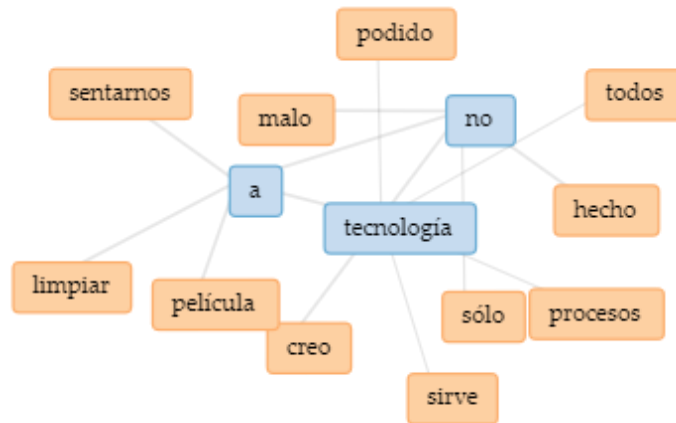 podido
sentarnos
todos
malo
no
a
hecho
tecnología
limpiar
película
sólo
procesos
creo
sirve